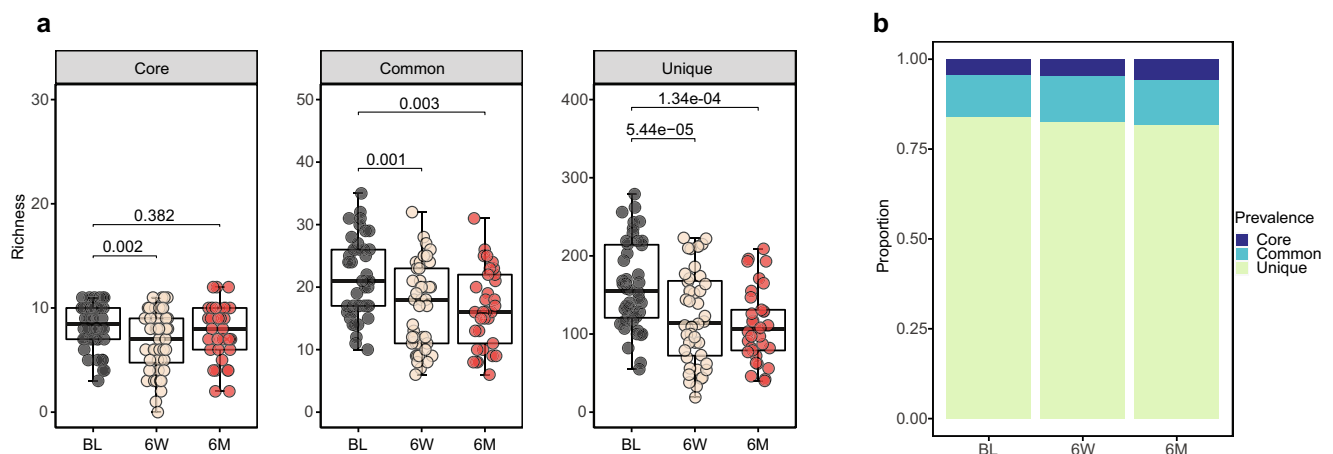 a
Core
Common
Unique
Richness
30
20
10
0
0.382
0.002
BL 6W 6M
50
40
30
20
10
0
0.003
0.001
BL 6W 6M
400
300
200
100
0
1.34e-04
5.44e−05
BL 6W 6M
b
Proportion
1.00
0.75
0.50
0.25
0.00
BL 6W 6M
Prevalence
Core
Common
Unique